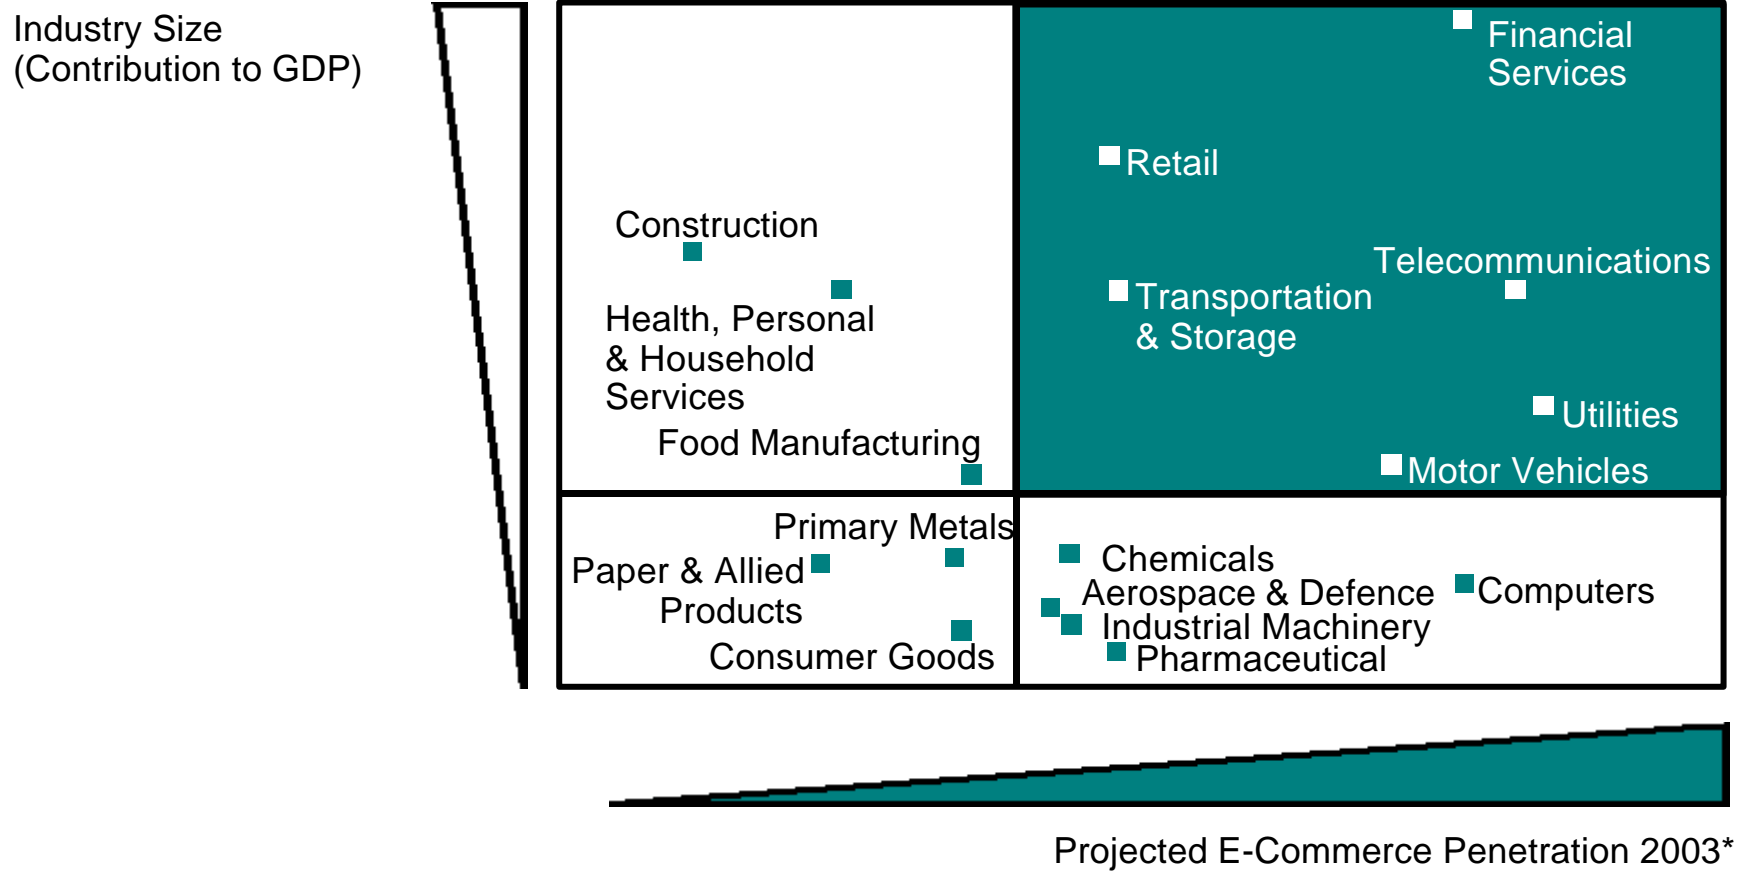 Industry Size
(Contribution to GDP)
Financial
Services
Retail
Construction
Telecommunications
Transportation
& Storage
Health, Personal
& Household
Services
Utilities
Food Manufacturing
Motor Vehicles
Primary Metals
Paper & Allied
Products
Consumer Goods
Chemicals
Aerospace & Defence
Computers
Industrial Machinery
Pharmaceutical
Projected E-Commerce Penetration 2003*